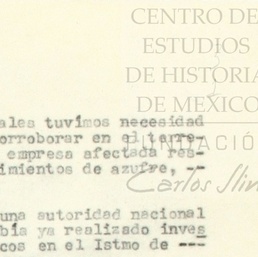 CENTRO DE
ESTUDIOS
DE HISTORIA
DE MEXICO
FUNDACIÓ
Carlos Slim
ales tuvimos necesidad
orroborar en el terre-
empresa afectada res-
imientos de azufre, --
una autoridad nacional
bía ya realizado inves
cos en el Istmo de ---